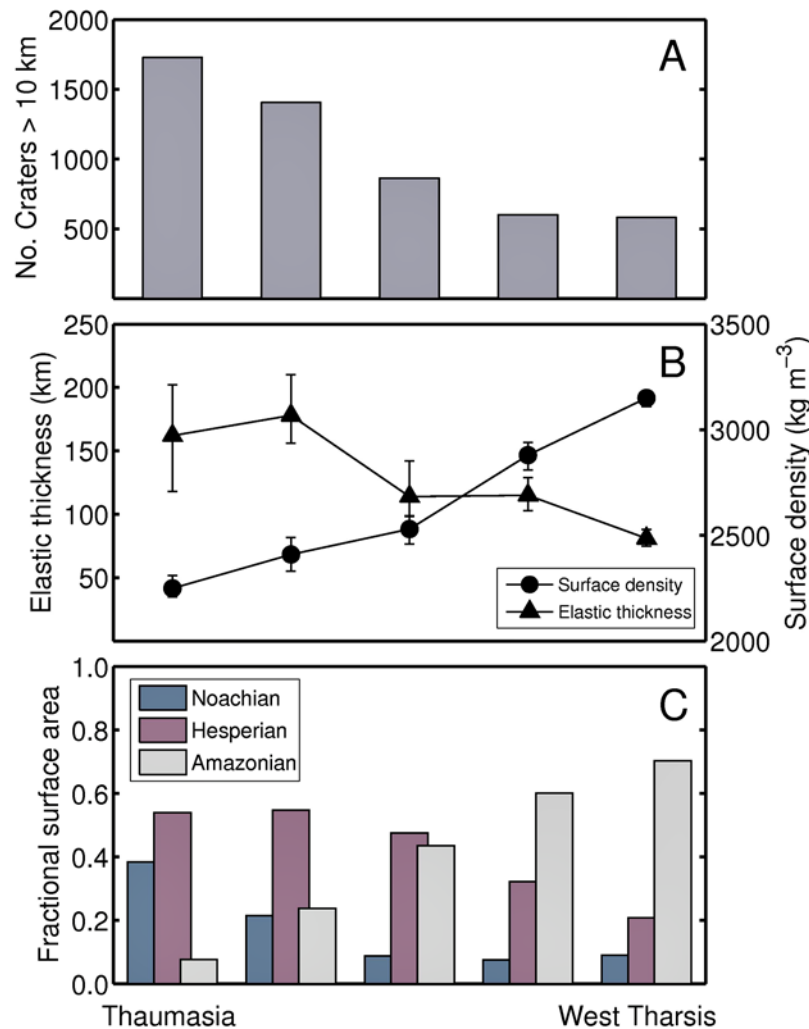 2000
A
1500
1000
500
No. Craters > 10 km
250
3500
B
200
150
3000
100
2500
50
2000
Elastic thickness (km)
Surface density (kg m⁻³)
Surface density
Elastic thickness
1.0
C
Noachian
Hesperian
Amazonian
0.8
0.6
0.4
0.2
0.0
Fractional surface area
Thaumasia
West Tharsis